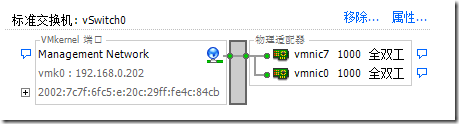 标准交换机: vSwitch0 移除... 属性...
VMkernel 端口
Management Network
vmk0 : 192.168.0.202
2002:7c7f:6fc5:e:20c:29ff:fe4c:84cb
物理适配器
vmnic7 1000 全双工
vmnic0 1000 全双工